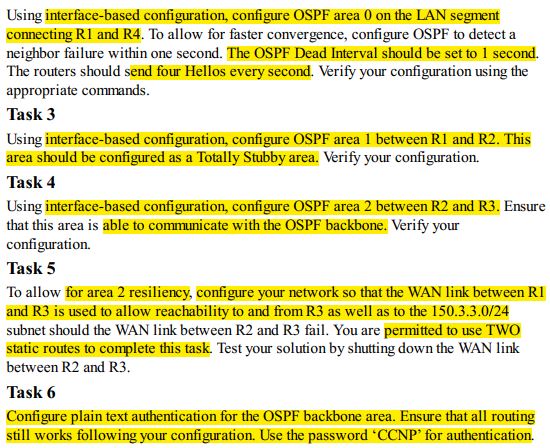 Using interface-based configuration, configure OSPF area 0 on the LAN segment
connecting R1 and R4. To allow for faster convergence, configure OSPF to detect a
neighbor failure within one second. The OSPF Dead Interval should be set to 1 second.
The routers should send four Hellos every second. Verify your configuration using the
appropriate commands.
Task 3
Using interface-based configuration, configure OSPF area 1 between R1 and R2. This
area should be configured as a Totally Stubby area. Verify your configuration.
Task 4
Using interface-based configuration, configure OSPF area 2 between R2 and R3. Ensure
that this area is able to communicate with the OSPF backbone. Verify your
configuration.
Task 5
To allow for area 2 resiliency, configure your network so that the WAN link between R1
and R3 is used to allow reachability to and from R3 as well as to the 150.3.3.0/24
subnet should the WAN link between R2 and R3 fail. You are permitted to use TWO
static routes to complete this task. Test your solution by shutting down the WAN link
between R2 and R3.
Task 6
Configure plain text authentication for the OSPF backbone area. Ensure that all routing
still works following your configuration. Use the password ‘CCNP’ for authentication.